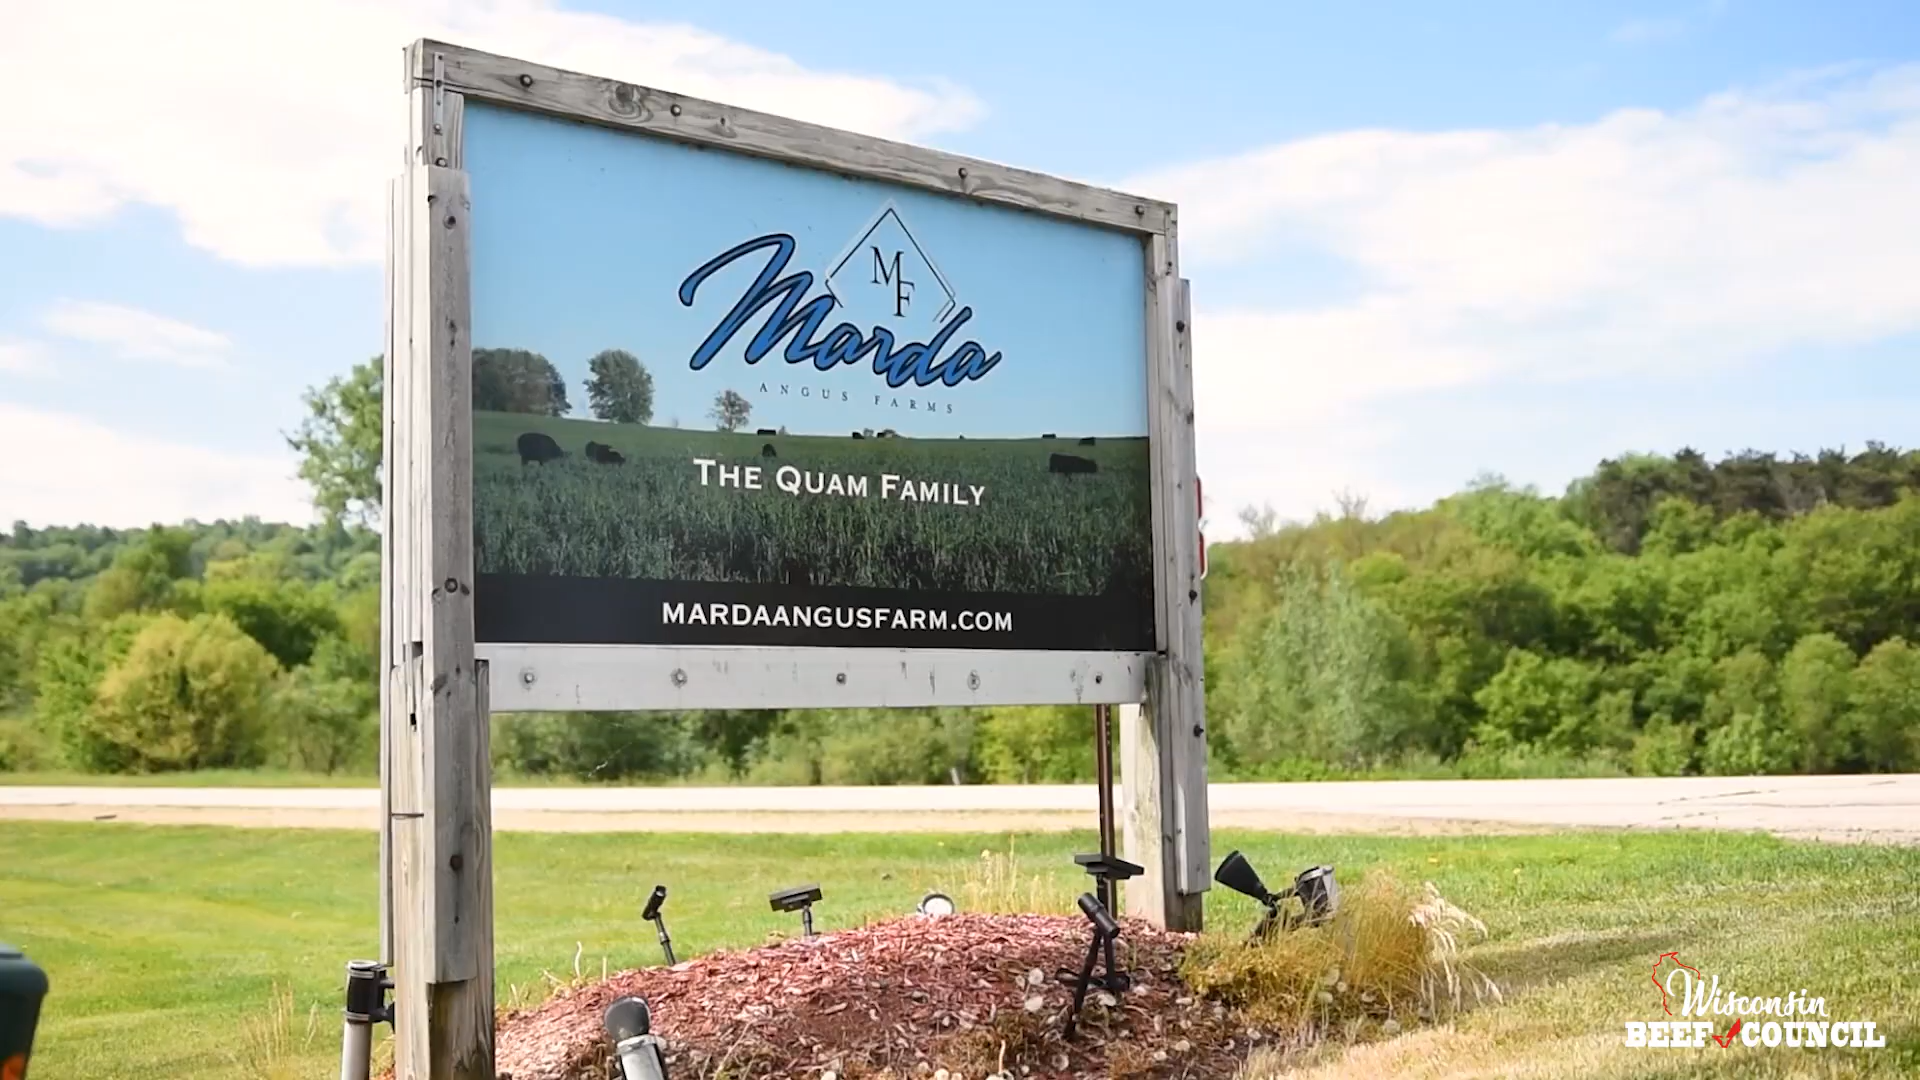 MF
Marda
ANGUS FARMS
THE QUAM FAMILY
MARDAANGUSFARM.COM
Wisconsin
BEEF COUNCIL